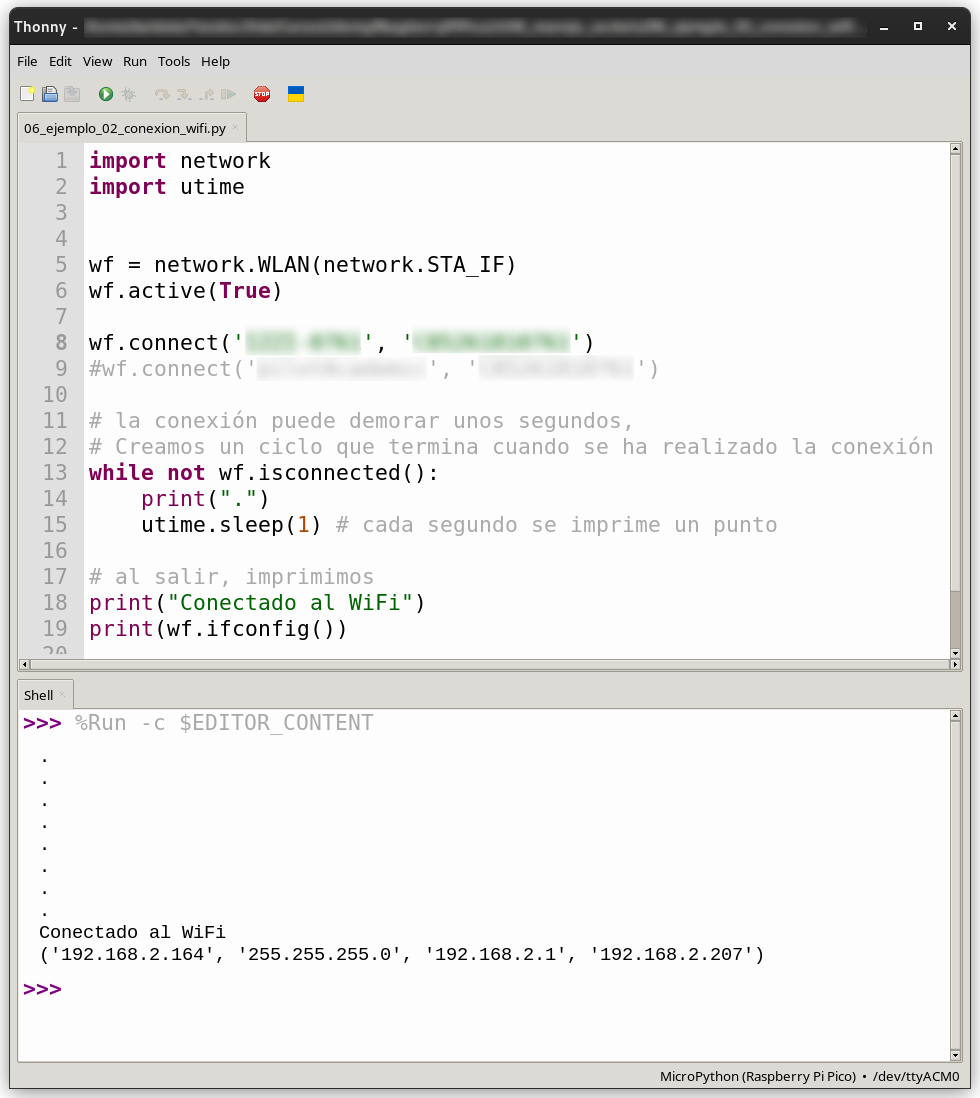 Thonny -
File Edit View Run Tools Help
STOP
06_ejemplo_02_conexion_wifi.py
1 import network
2 import utime
3
4
5 wf = network.WLAN(network.STA_IF)
6 wf.active(True)
7
8 wf.connect('', '')
9 #wf.connect('', '')
10
11 # la conexión puede demorar unos segundos,
12 # Creamos un ciclo que termina cuando se ha realizado la conexión
13 while not wf.isconnected():
14 print(".")
15 utime.sleep(1) # cada segundo se imprime un punto
16
17 # al salir, imprimimos
18 print("Conectado al WiFi")
19 print(wf.ifconfig())
20
Shell
>>> %Run -c $EDITOR_CONTENT
.
.
.
.
.
.
.
.
Conectado al WiFi
('192.168.2.164', '255.255.255.0', '192.168.2.1', '192.168.2.207')
>>>
MicroPython (Raspberry Pi Pico) • /dev/ttyACM0